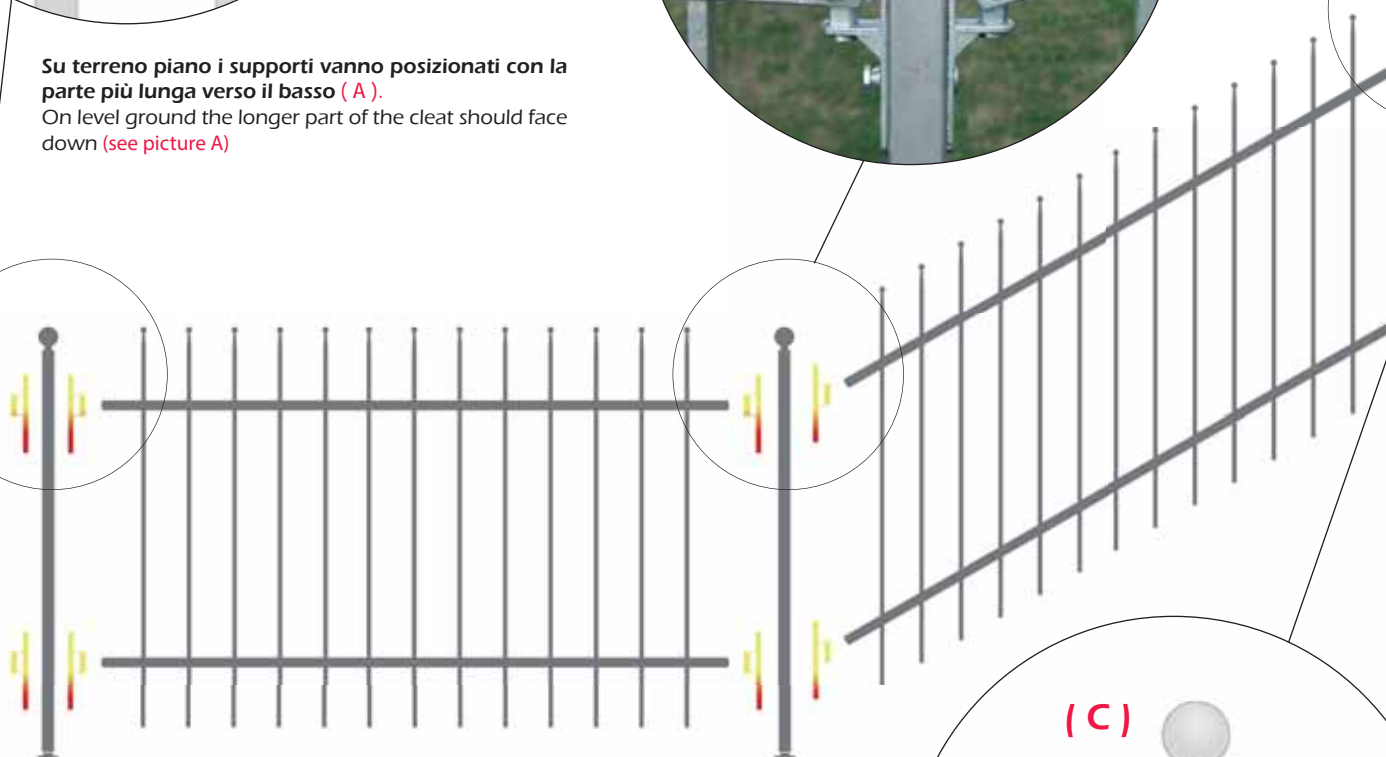 Su terreno piano i supporti vanno posizionati con la
parte più lunga verso il basso ( A ).
On level ground the longer part of the cleat should face
down (see picture A)
( C )